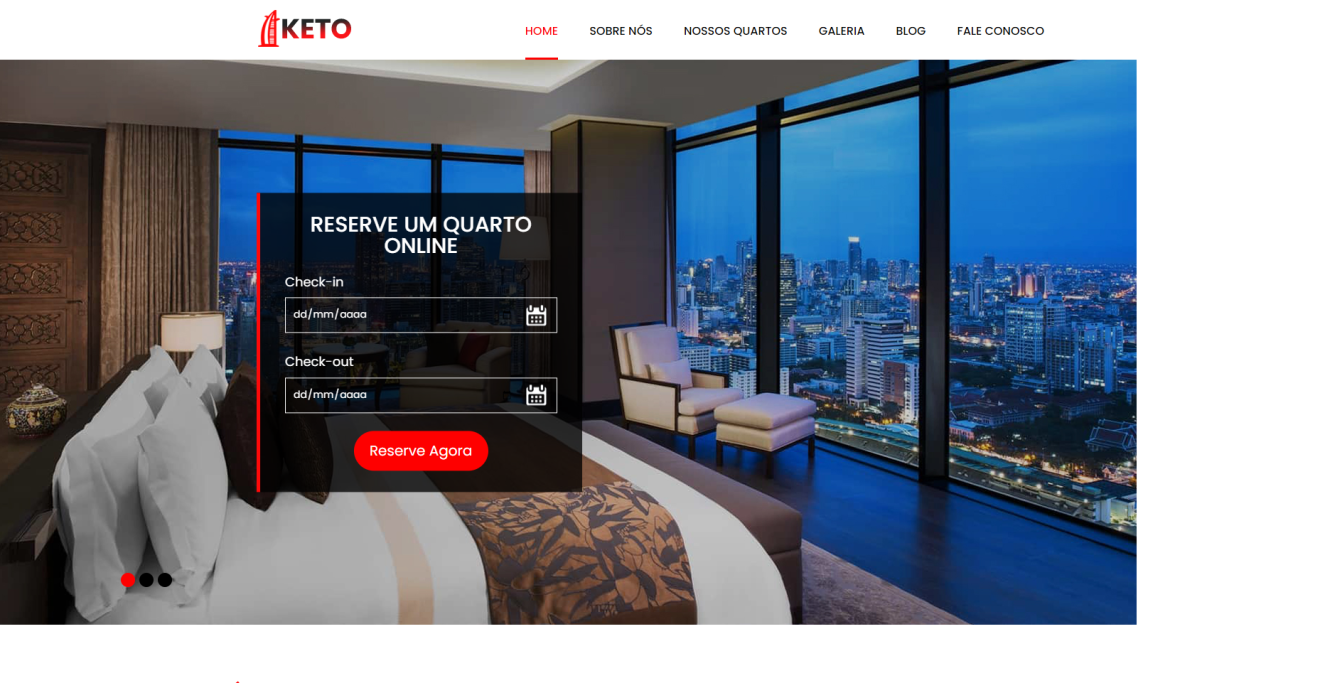 KETO
HOME SOBRE NÓS NOSSOS QUARTOS GALERIA BLOG FALE CONOSCO
RESERVE UM QUARTO
ONLINE
Check-in
dd/mm/aaaa
Check-out
dd/mm/aaaa
Reserve Agora